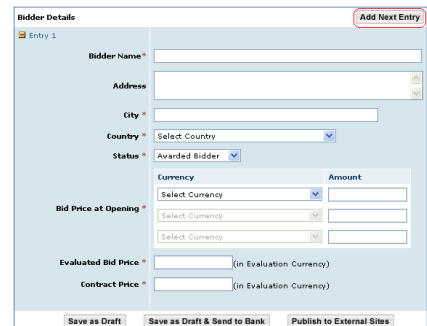 Bidder Details
Add Next Entry
Entry 1
Bidder Name*
Address
City *
Country *
Select Country
Status *
Avarded Bidder
Currency
Amount
Bid Price at Opening *
Select Currency
Select Currency
Select Currency
Evaluated Bid Price *
(in Evaluation Currency)
Contract Price *
(in Evaluation Currency)
Save as Draft
Save as Draft & Send to Bank
Publish to External Sites